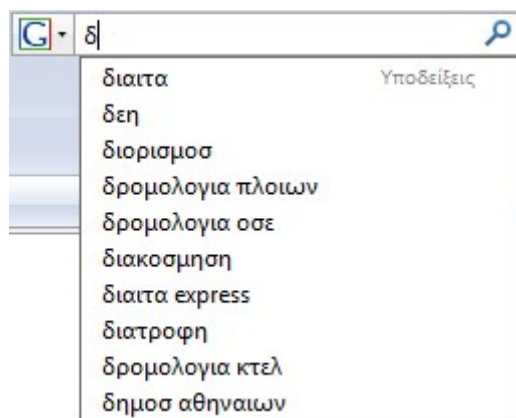 G δ
διαιτα Υποδείξεις
δεη
διορισμοσ
δρομολογια πλοιων
δρομολογια οσε
διακοσμηση
διαιτα express
διατροφη
δρομολογια κτελ
δημοσ αθηναιων